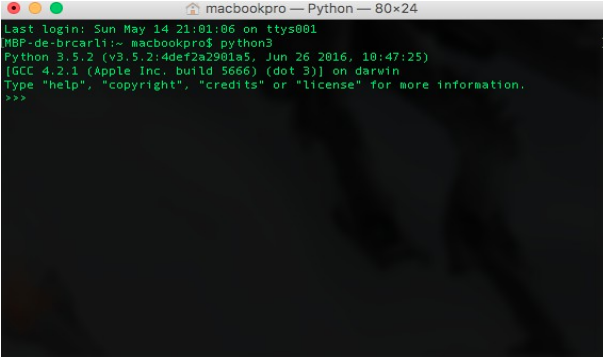 macbookpro — Python — 80×24
Last login: Sun May 14 21:01:06 on ttys001
[MBP-de-brcarli:~ macbookpro$ python3 ]
Python 3.5.2 (v3.5.2:4def2a2901a5, Jun 26 2016, 10:47:25)
[GCC 4.2.1 (Apple Inc. build 5666) (dot 3)] on darwin
Type "help", "copyright", "credits" or "license" for more information.
>>>